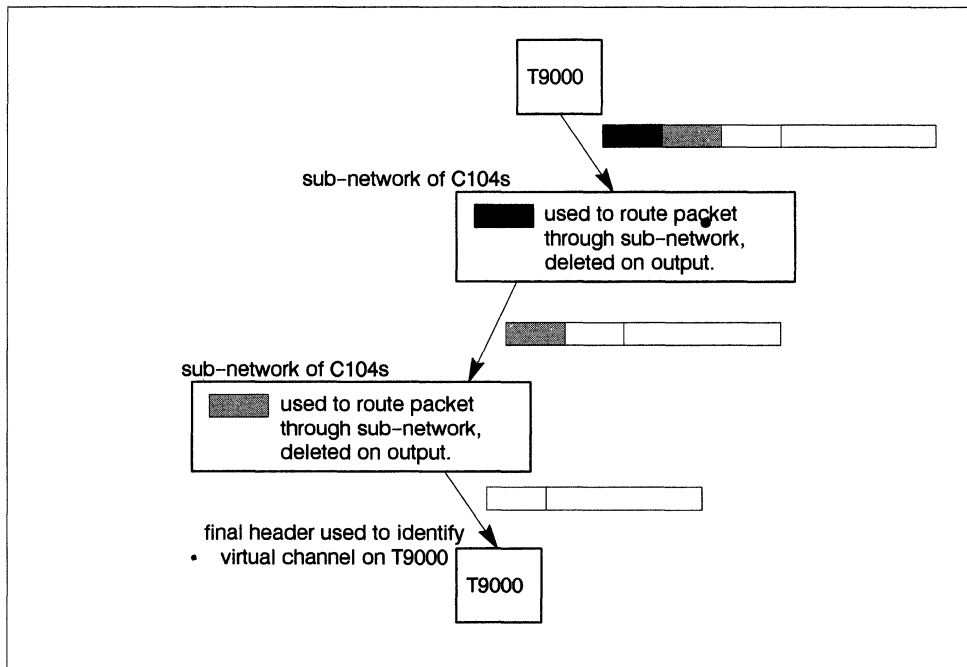 T9000
sub-network of C104s
used to route packet
through sub-network,
deleted on output.
sub-network of C104s
used to route packet
through sub-network,
deleted on output.
final header used to identify
virtual channel on T9000
T9000